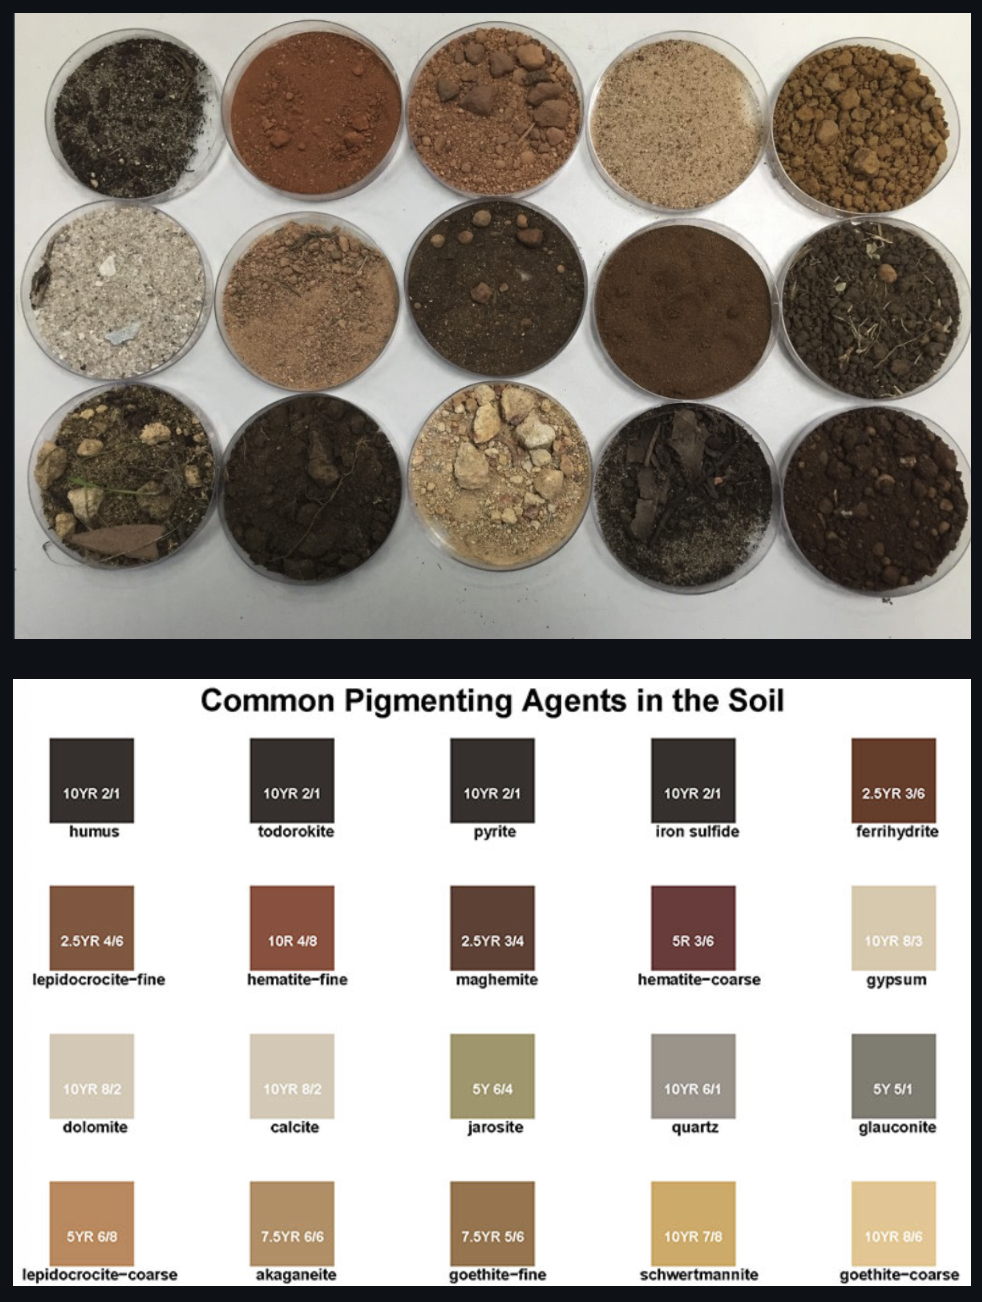 Common Pigmenting Agents in the Soil
10YR 2/1
10YR 2/1
10YR 2/1
10YR 2/1
2.5YR 3/6
humus
todorokite
pyrite
iron sulfide
ferrihydrite
2.5YR 4/6
10R 4/8
2.5YR 3/4
5R 3/6
10YR 8/3
lepidocrocite-fine
hematite-fine
maghemite
hematite-coarse
gypsum
10YR 8/2
10YR 8/2
5Y 6/4
10YR 6/1
5Y 5/1
dolomite
calcite
jarosite
quartz
glauconite
5YR 6/8
7.5YR 6/6
7.5YR 5/6
10YR 7/8
10YR 8/6
lepidocrocite-coarse
akaganeite
goethite-fine
schwertmannite
goethite-coarse